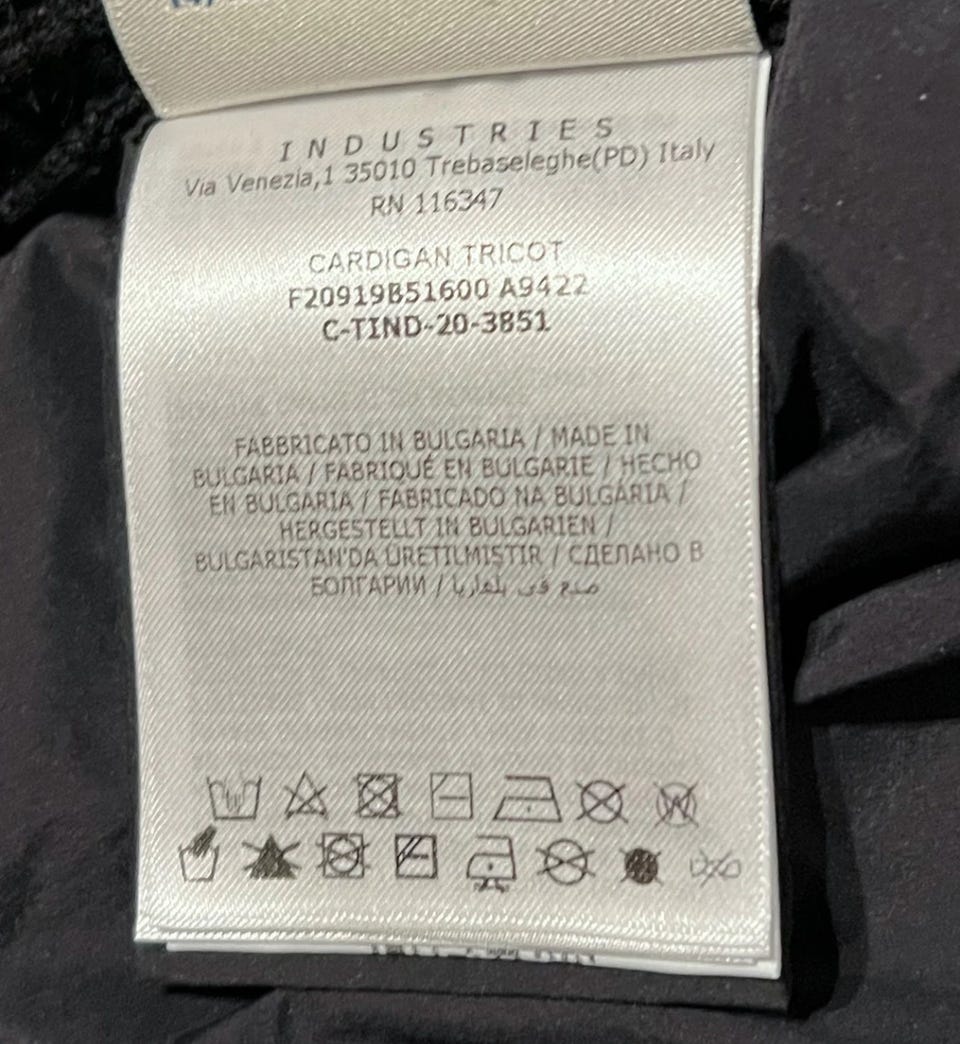 INDUSTRIES
Via Venezia,1 35010 Trebaseleghe(PD) Italy
RN 116347
CARDIGAN TRICOT
F20919B51600 A9422
C-TIND-20-3851
FABBRICATO IN BULGARIA / MADE IN
BULGARIA / FABRIQUÉ EN BULGARIE / HECHO
EN BULGARIA / FABRICADO NA BULGÁRIA /
HERGESTELLT IN BULGARIEN /
BULGARISTAN'DA ÜRETILMISTIR / СДЕЛАНО В
БОЛГАРИИ / صنع في بلغاريا